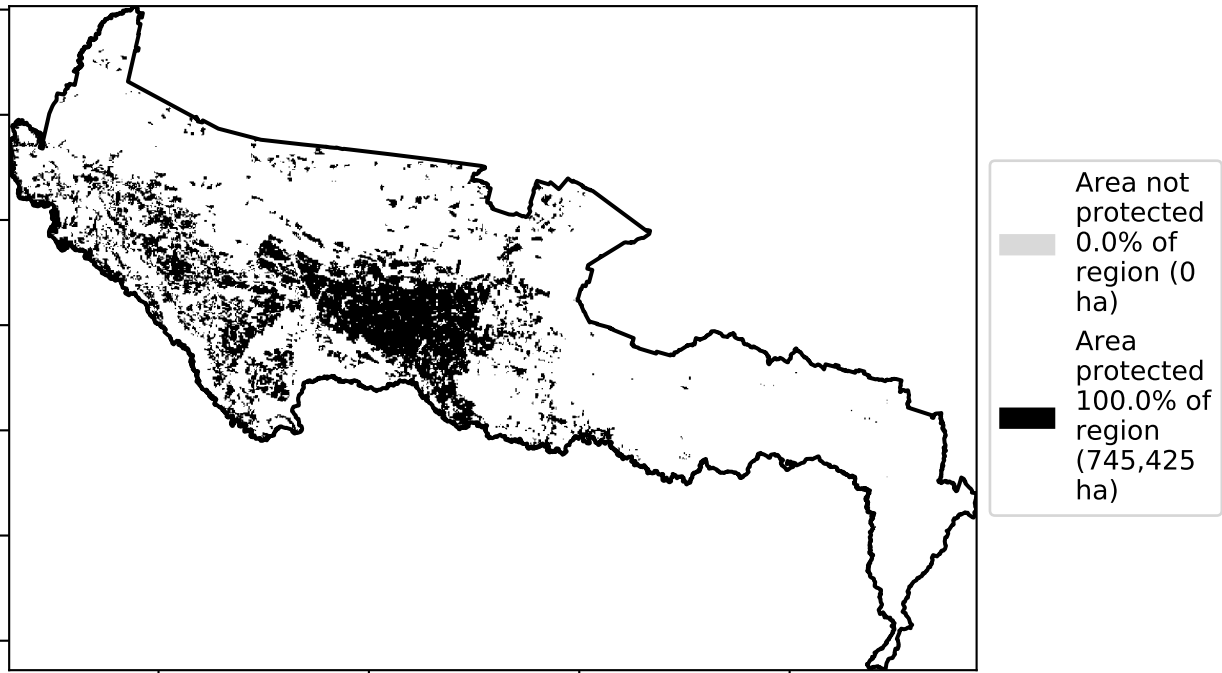 Area not
protected
0.0% of
region (0
ha)
Area
protected
100.0% of
region
(745,425
ha)